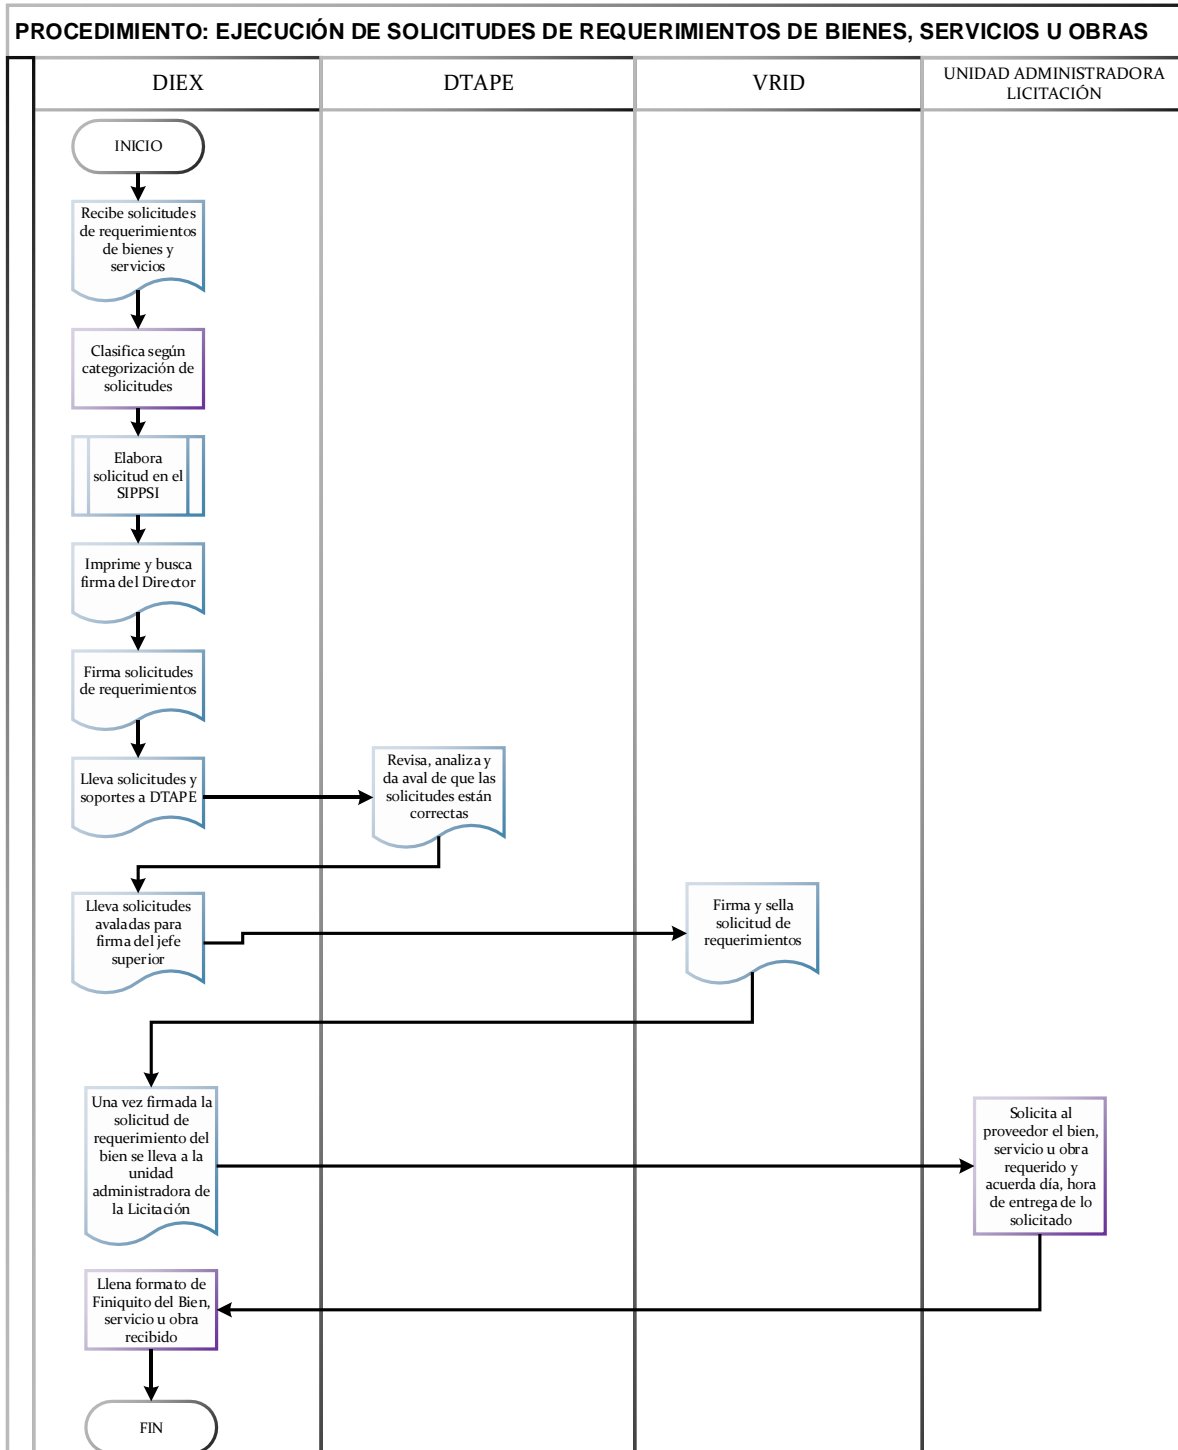 PROCEDIMIENTO: EJECUCIÓN DE SOLICITUDES DE REQUERIMIENTOS DE BIENES, SERVICIOS U OBRAS
DIEX
DTAPE
VRID
UNIDAD ADMINISTRADORA
LICITACIÓN
INICIO
Recibe solicitudes
de requerimientos
de bienes y
servicios
Clasifica según
categorización de
solicitudes
Elabora
solicitud en el
SIPPSI
Imprime y busca
firma del Director
Firma solicitudes
de requerimientos
Lleva solicitudes y
soportes a DTAPE
Revisa, analiza y
da aval de que las
solicitudes están
correctas
Lleva solicitudes
avaladas para
firma del jefe
superior
Firma y sella
solicitud de
requerimientos
Una vez firmada la
solicitud de
requerimiento del
bien se lleva a la
unidad
administradora de
la Licitación
Solicita al
proveedor el bien,
servicio u obra
requerido y
acuerda día, hora
de entrega de lo
solicitado
Llena formato de
Finiquito del Bien,
servicio u obra
recibido
FIN